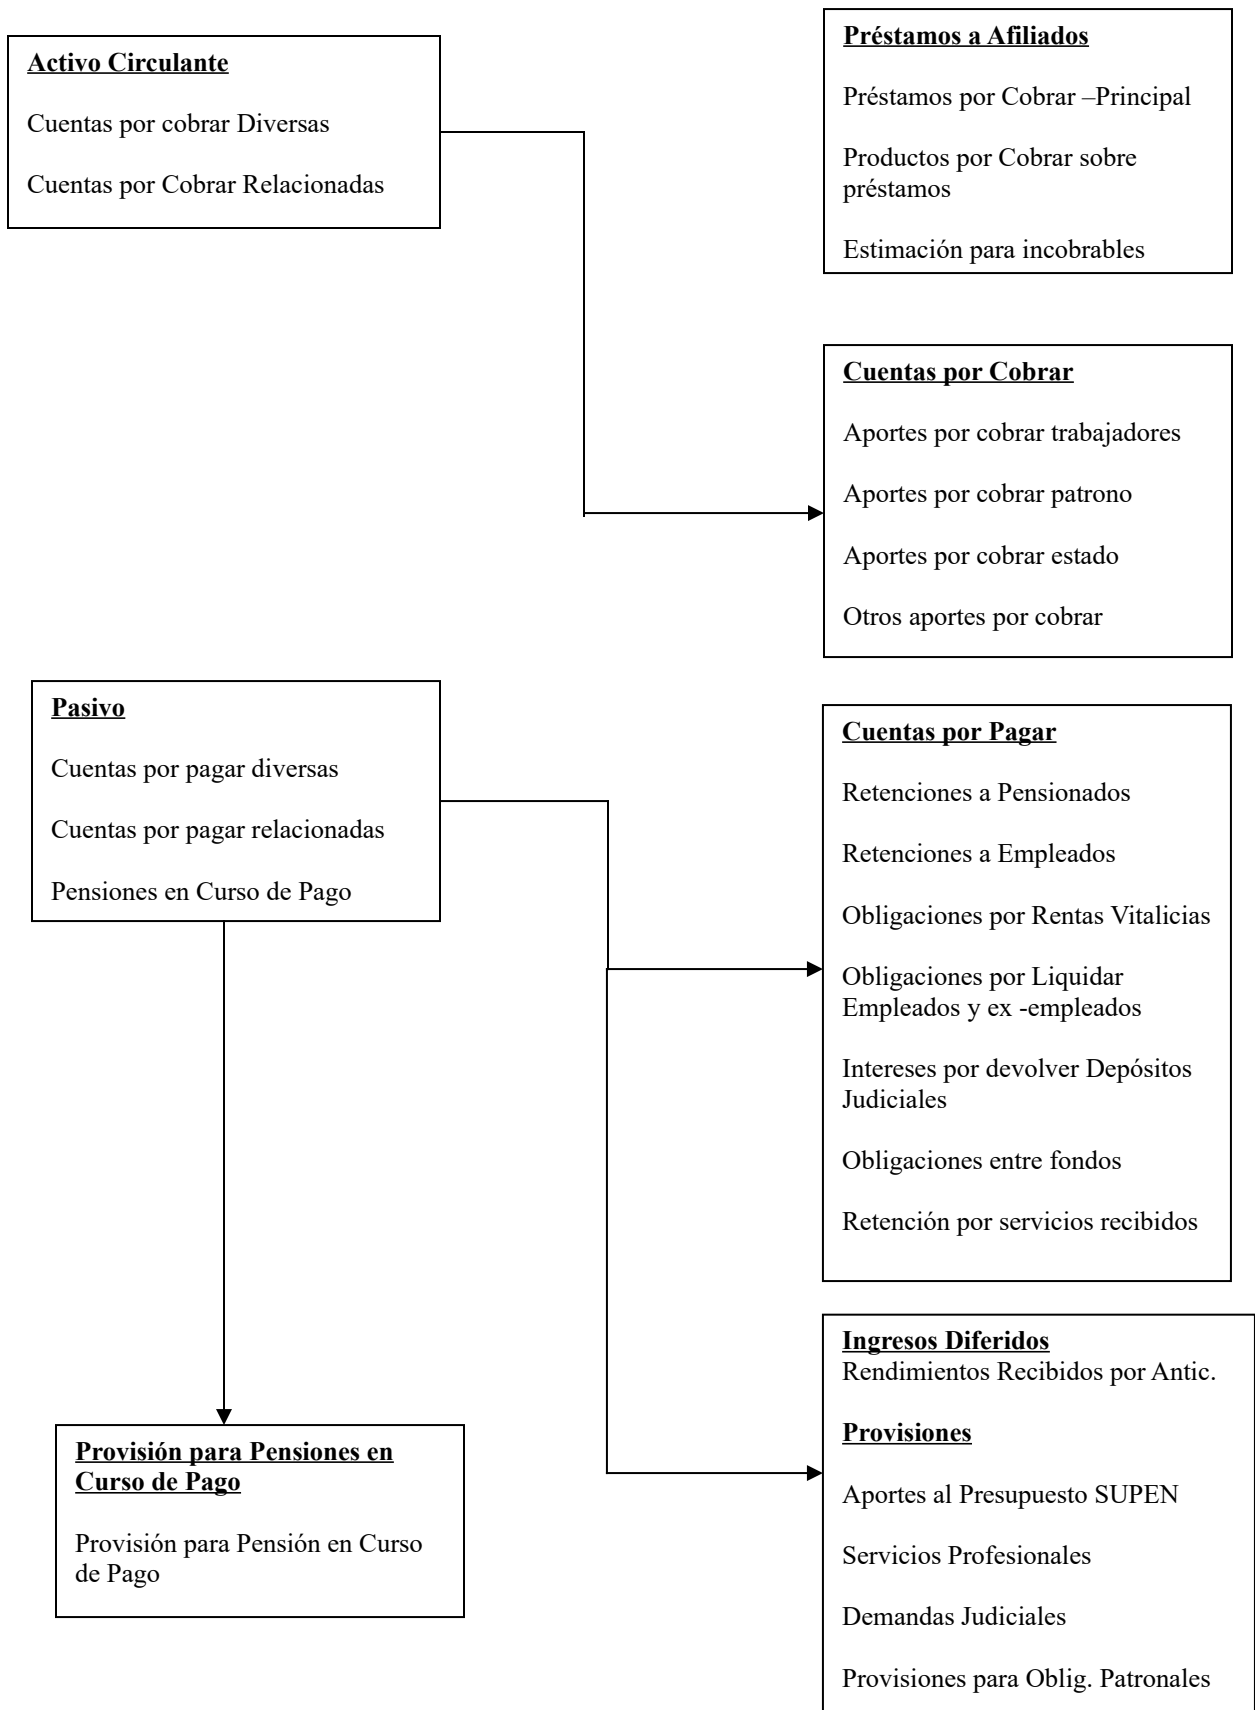 Activo Circulante
Cuentas por cobrar Diversas
Cuentas por Cobrar Relacionadas
Préstamos a Afiliados
Préstamos por Cobrar –Principal
Productos por Cobrar sobre
préstamos
Estimación para incobrables
Cuentas por Cobrar
Aportes por cobrar trabajadores
Aportes por cobrar patrono
Aportes por cobrar estado
Otros aportes por cobrar
Pasivo
Cuentas por pagar diversas
Cuentas por pagar relacionadas
Pensiones en Curso de Pago
Cuentas por Pagar
Retenciones a Pensionados
Retenciones a Empleados
Obligaciones por Rentas Vitalicias
Obligaciones por Liquidar
Empleados y ex -empleados
Intereses por devolver Depósitos
Judiciales
Obligaciones entre fondos
Retención por servicios recibidos
Provisión para Pensiones en
Curso de Pago
Provisión para Pensión en Curso
de Pago
Ingresos Diferidos
Rendimientos Recibidos por Antic.
Provisiones
Aportes al Presupuesto SUPEN
Servicios Profesionales
Demandas Judiciales
Provisiones para Oblig. Patronales